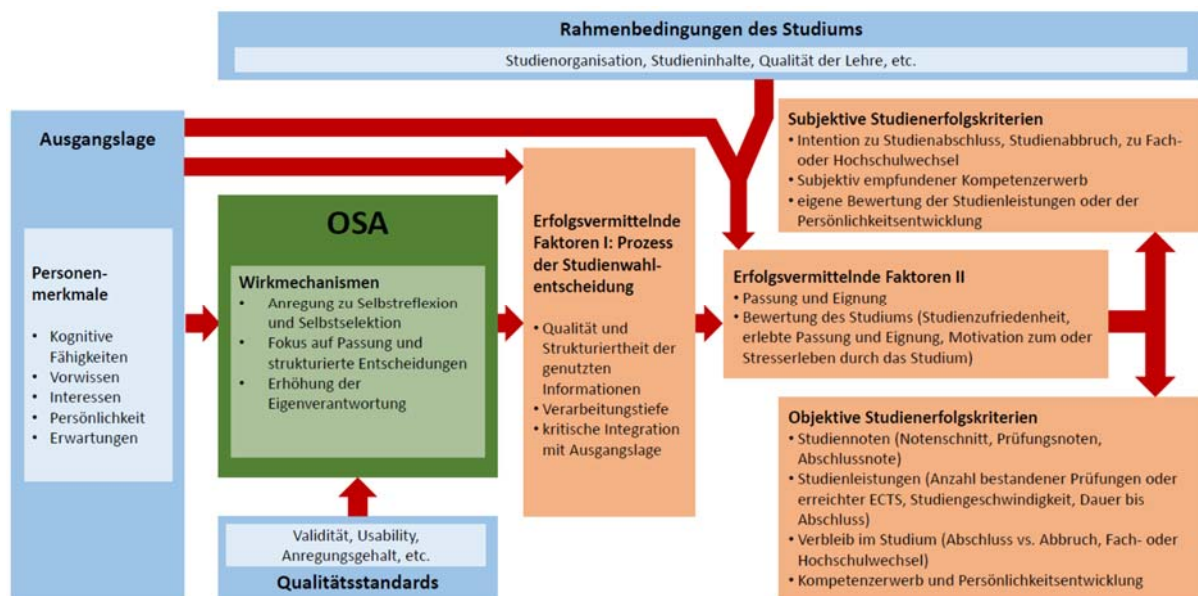 Rahmenbedingungen des Studiums
Studienorganisation, Studieninhalte, Qualität der Lehre, etc.
Ausgangslage
Personen-
merkmale
• Kognitive
Fähigkeiten
• Vorwissen
• Interessen
• Persönlichkeit
• Erwartungen
OSA
Wirkmechanismen
• Anregung zu Selbstreflexion
und Selbstselektion
• Fokus auf Passung und
strukturierte Entscheidungen
• Erhöhung der
Eigenverantwortung
Validität, Usability,
Anregungsgehalt, etc.
Qualitätsstandards
Erfolgsvermittelnde
Faktoren I: Prozess
der Studienwahl-
entscheidung
• Qualität und
Strukturiertheit der
genutzten
Informationen
• Verarbeitungstiefe
• kritische Integration
mit Ausgangslage
Erfolgsvermittelnde Faktoren II
• Passung und Eignung
• Bewertung des Studiums (Studienzufriedenheit,
erlebte Passung und Eignung, Motivation zum oder
Stresserleben durch das Studium)
Subjektive Studienerfolgskriterien
• Intention zu Studienabschluss, Studienabbruch, zu Fach-
oder Hochschulwechsel
• Subjektiv empfundener Kompetenzerwerb
• eigene Bewertung der Studienleistungen oder der
Persönlichkeitsentwicklung
Objektive Studienerfolgskriterien
• Studiennoten (Notenschnitt, Prüfungsnoten,
Abschlussnote)
• Studienleistungen (Anzahl bestandener Prüfungen oder
erreichter ECTS, Studiengeschwindigkeit, Dauer bis
Abschluss)
• Verbleib im Studium (Abschluss vs. Abbruch, Fach- oder
Hochschulwechsel)
• Kompetenzerwerb und Persönlichkeitsentwicklung